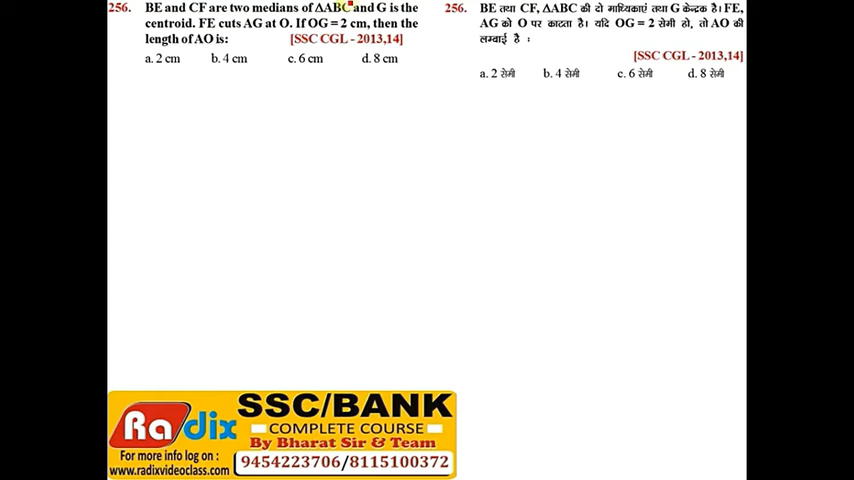 256. BE and CF are two medians of ΔABC and G is the
centroid. FE cuts AG at O. If OG = 2 cm, then the
length of AO is: [SSC CGL - 2013,14]
a. 2 cm b. 4 cm c. 6 cm d. 8 cm
256. BE तथा CF, ΔABC की दो माध्यिकाएं तथा G केन्द्रक है। FE,
AG को O पर काटता है। यदि OG = 2 सेमी हो, तो AO की
लम्बाई है :
[SSC CGL - 2013,14]
a. 2 सेमी b. 4 सेमी c. 6 सेमी d. 8 सेमी
Radix
SSC/BANK
COMPLETE COURSE
By Bharat Sir & Team
For more info log on :
www.radixvideoclass.com
9454223706/8115100372